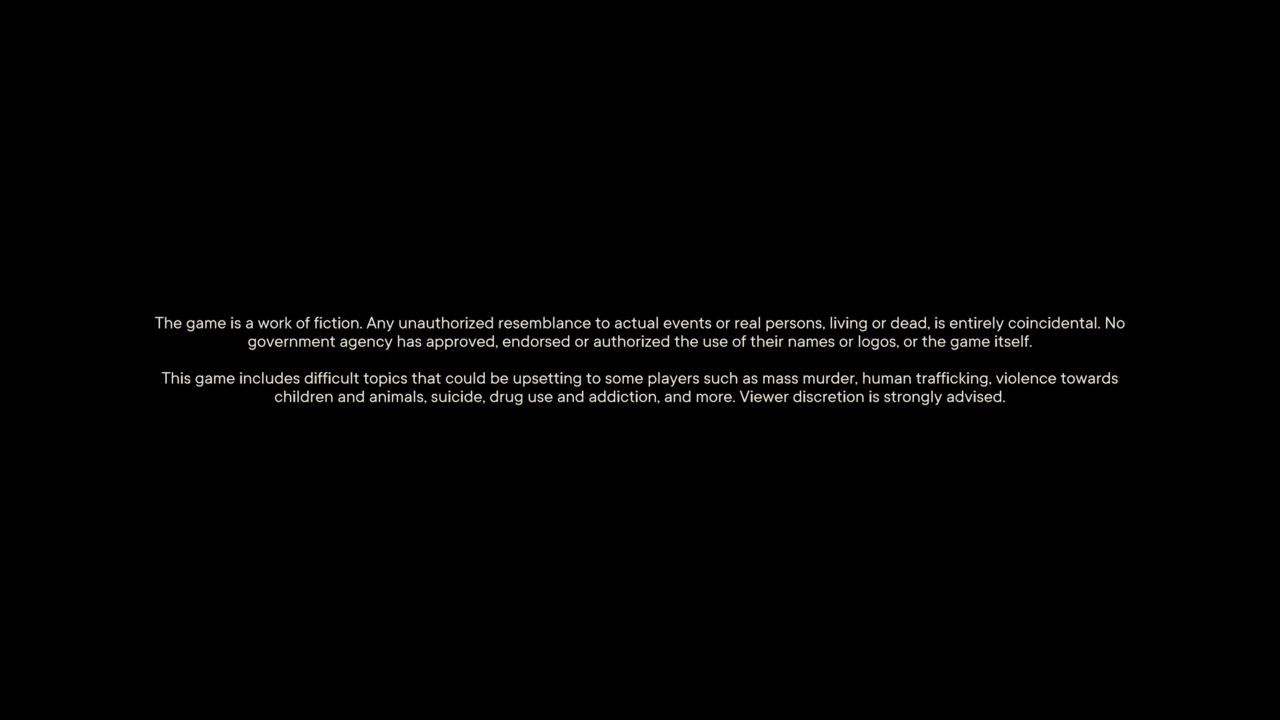 The game is a work of fiction. Any unauthorized resemblance to actual events or real persons, living or dead, is entirely coincidental. No
government agency has approved, endorsed or authorized the use of their names or logos, or the game itself.
This game includes difficult topics that could be upsetting to some players such as mass murder, human trafficking, violence towards
children and animals, suicide, drug use and addiction, and more. Viewer discretion is strongly advised.